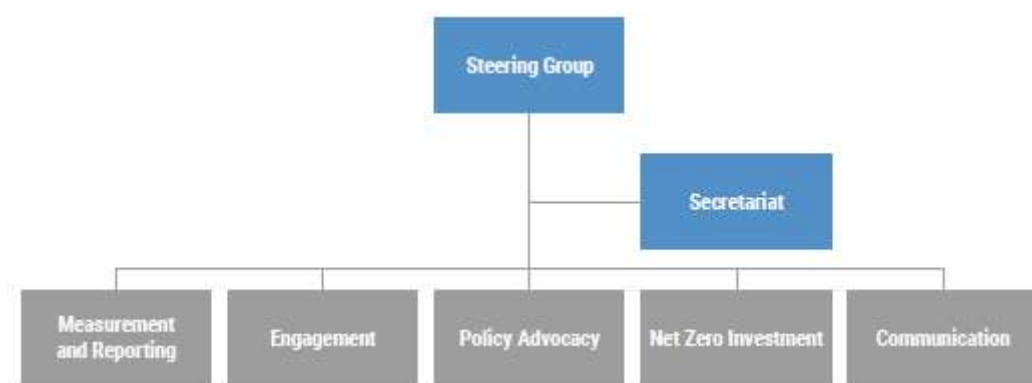 Steering Group
Secretariat
Measurement
and Reporting
Engagement
Policy Advocacy
Net Zero Investment
Communication